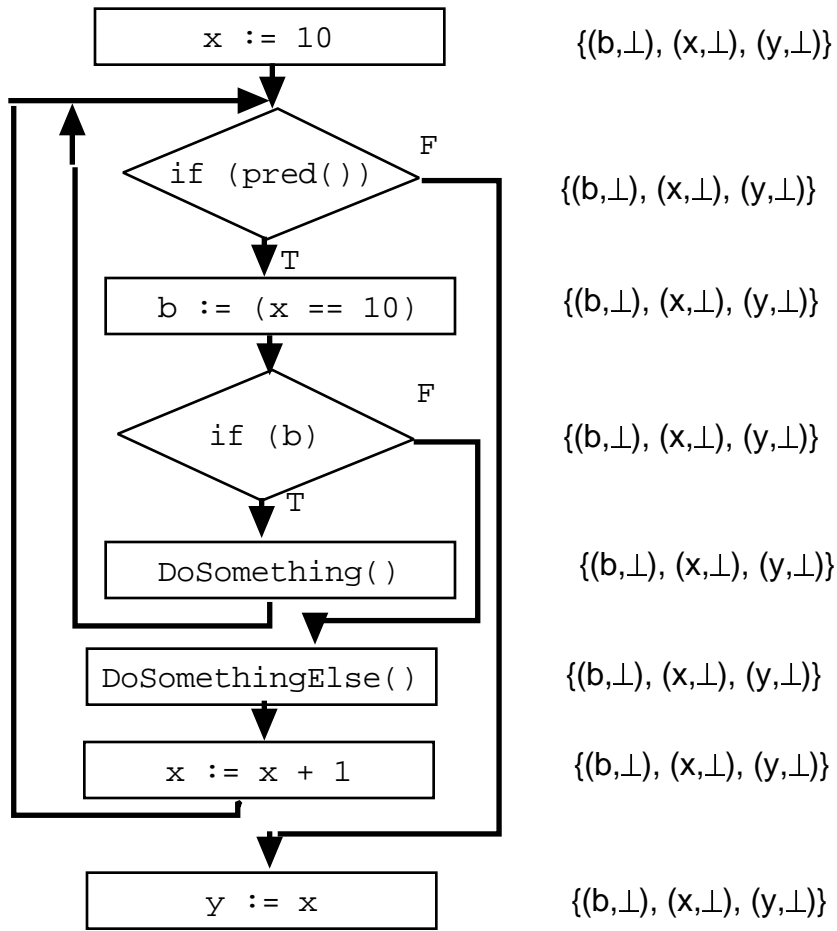 x := 10 {(b,⊥), (x,⊥), (y,⊥)}
F
if (pred()) {(b,⊥), (x,⊥), (y,⊥)}
T
b := (x == 10) {(b,⊥), (x,⊥), (y,⊥)}
F
if (b) {(b,⊥), (x,⊥), (y,⊥)}
T
DoSomething() {(b,⊥), (x,⊥), (y,⊥)}
DoSomethingElse() {(b,⊥), (x,⊥), (y,⊥)}
x := x + 1 {(b,⊥), (x,⊥), (y,⊥)}
y := x {(b,⊥), (x,⊥), (y,⊥)}